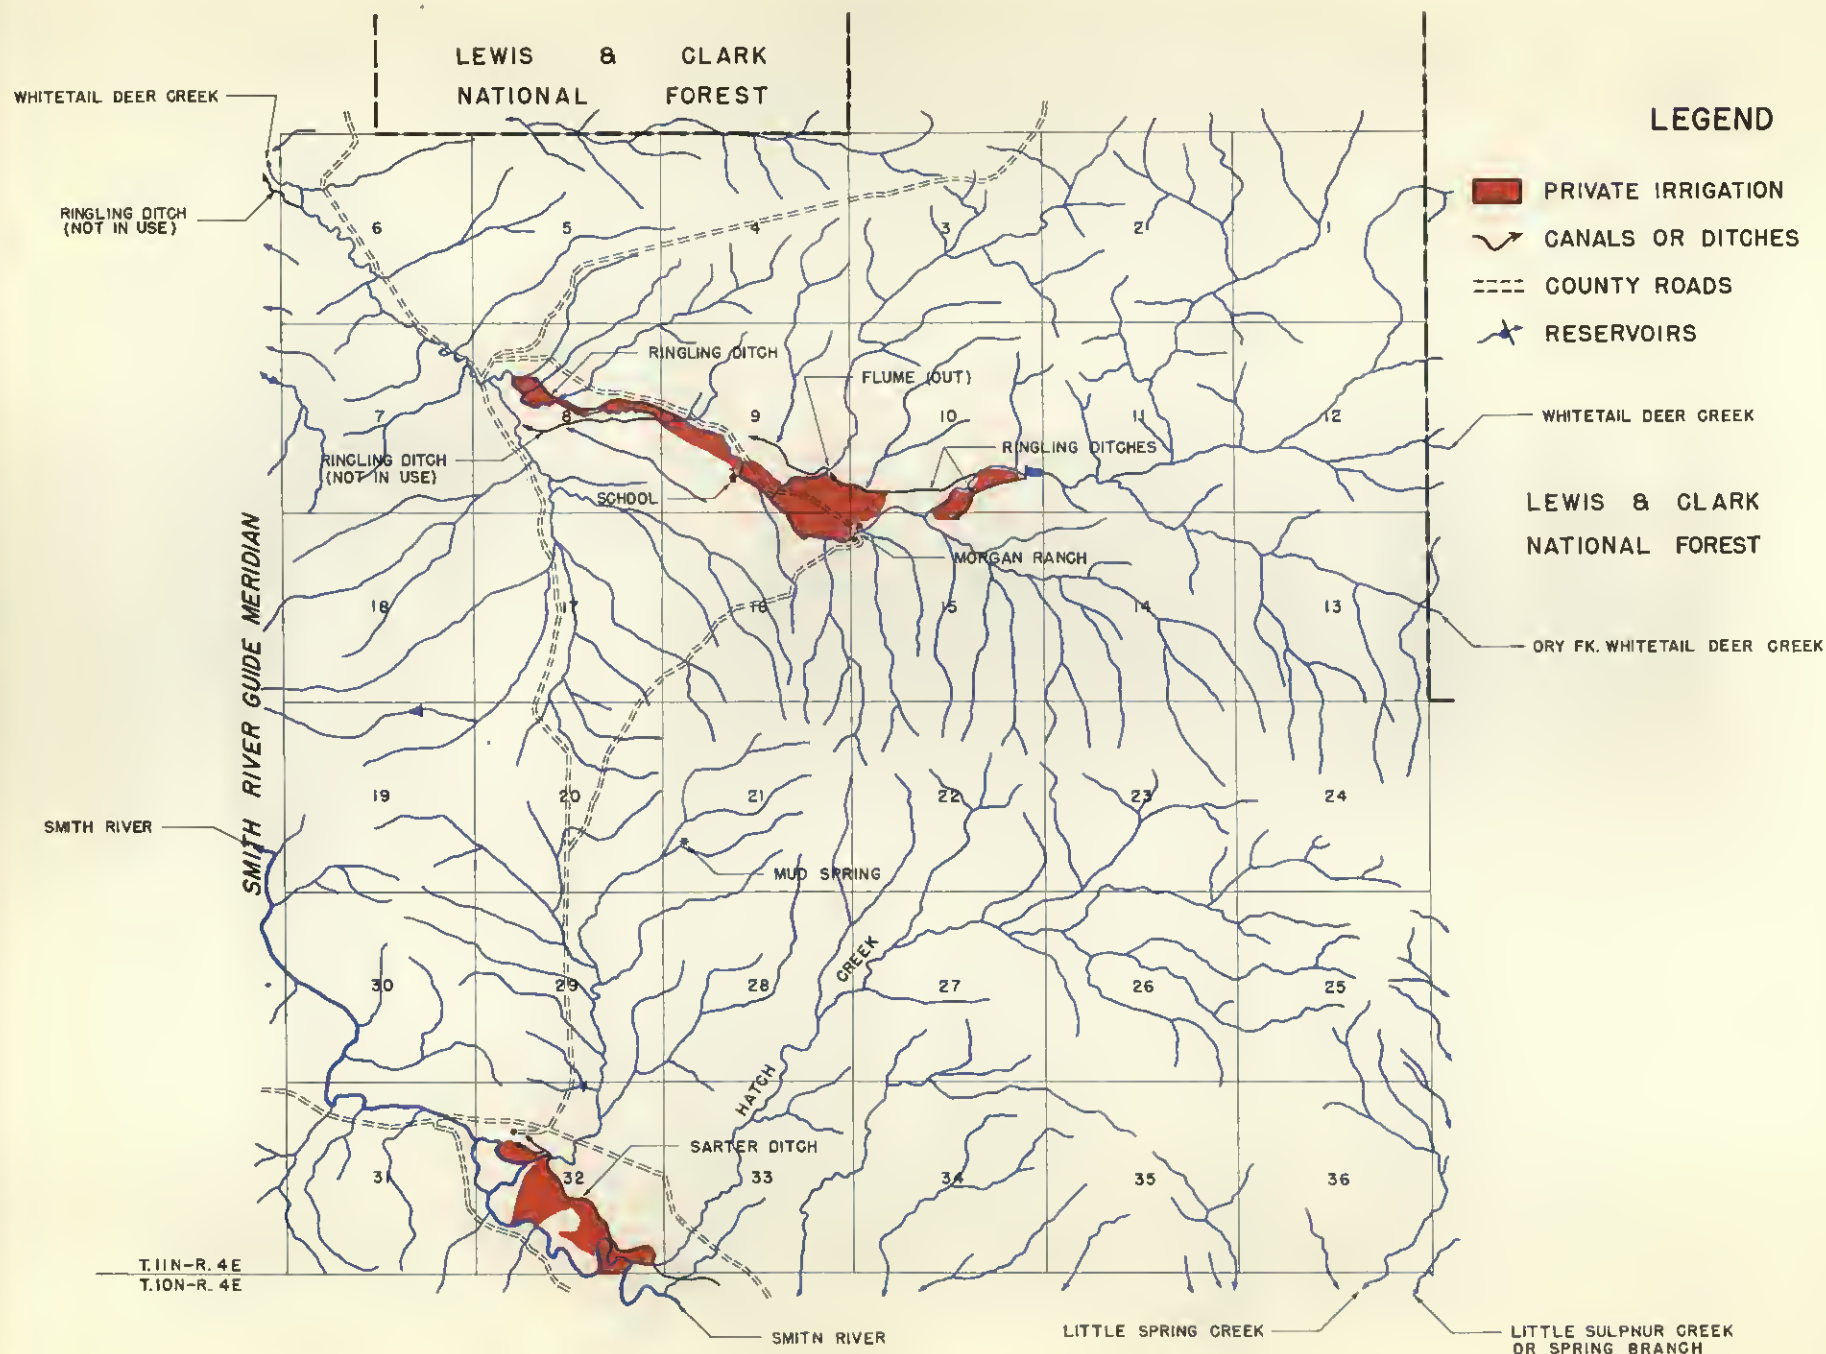 LEWIS & CLARK
NATIONAL FOREST
WHITETAIL DEER CREEK
LEGEND
PRIVATE IRRIGATION
CANALS OR DITCHES
COUNTY ROADS
RESERVOIRS
RINGLING DITCH
(NOT IN USE)
6
5
4
3
2
1
RINGLING DITCH
FLUME (OUT)
7
8
9
10
11
12
WHITETAIL DEER CREEK
RINGLING DITCHES
RINGLING DITCH
(NOT IN USE)
SCHOOL
LEWIS & CLARK
NATIONAL FOREST
MORGAN RANCH
18
17
16
15
14
13
DRY FK. WHITETAIL DEER CREEK
SMITH RIVER GUIDE MERIDIAN
19
20
21
22
23
24
SMITH RIVER
MUD SPRING
30
29
28
27
26
25
HATCH CREEK
SARTER DITCH
31
32
33
34
35
36
T.11N-R.4E
T.10N-R.4E
SMITN RIVER
LITTLE SPRING CREEK
LITTLE SULPNUR CREEK
OR SPRING BRANCH